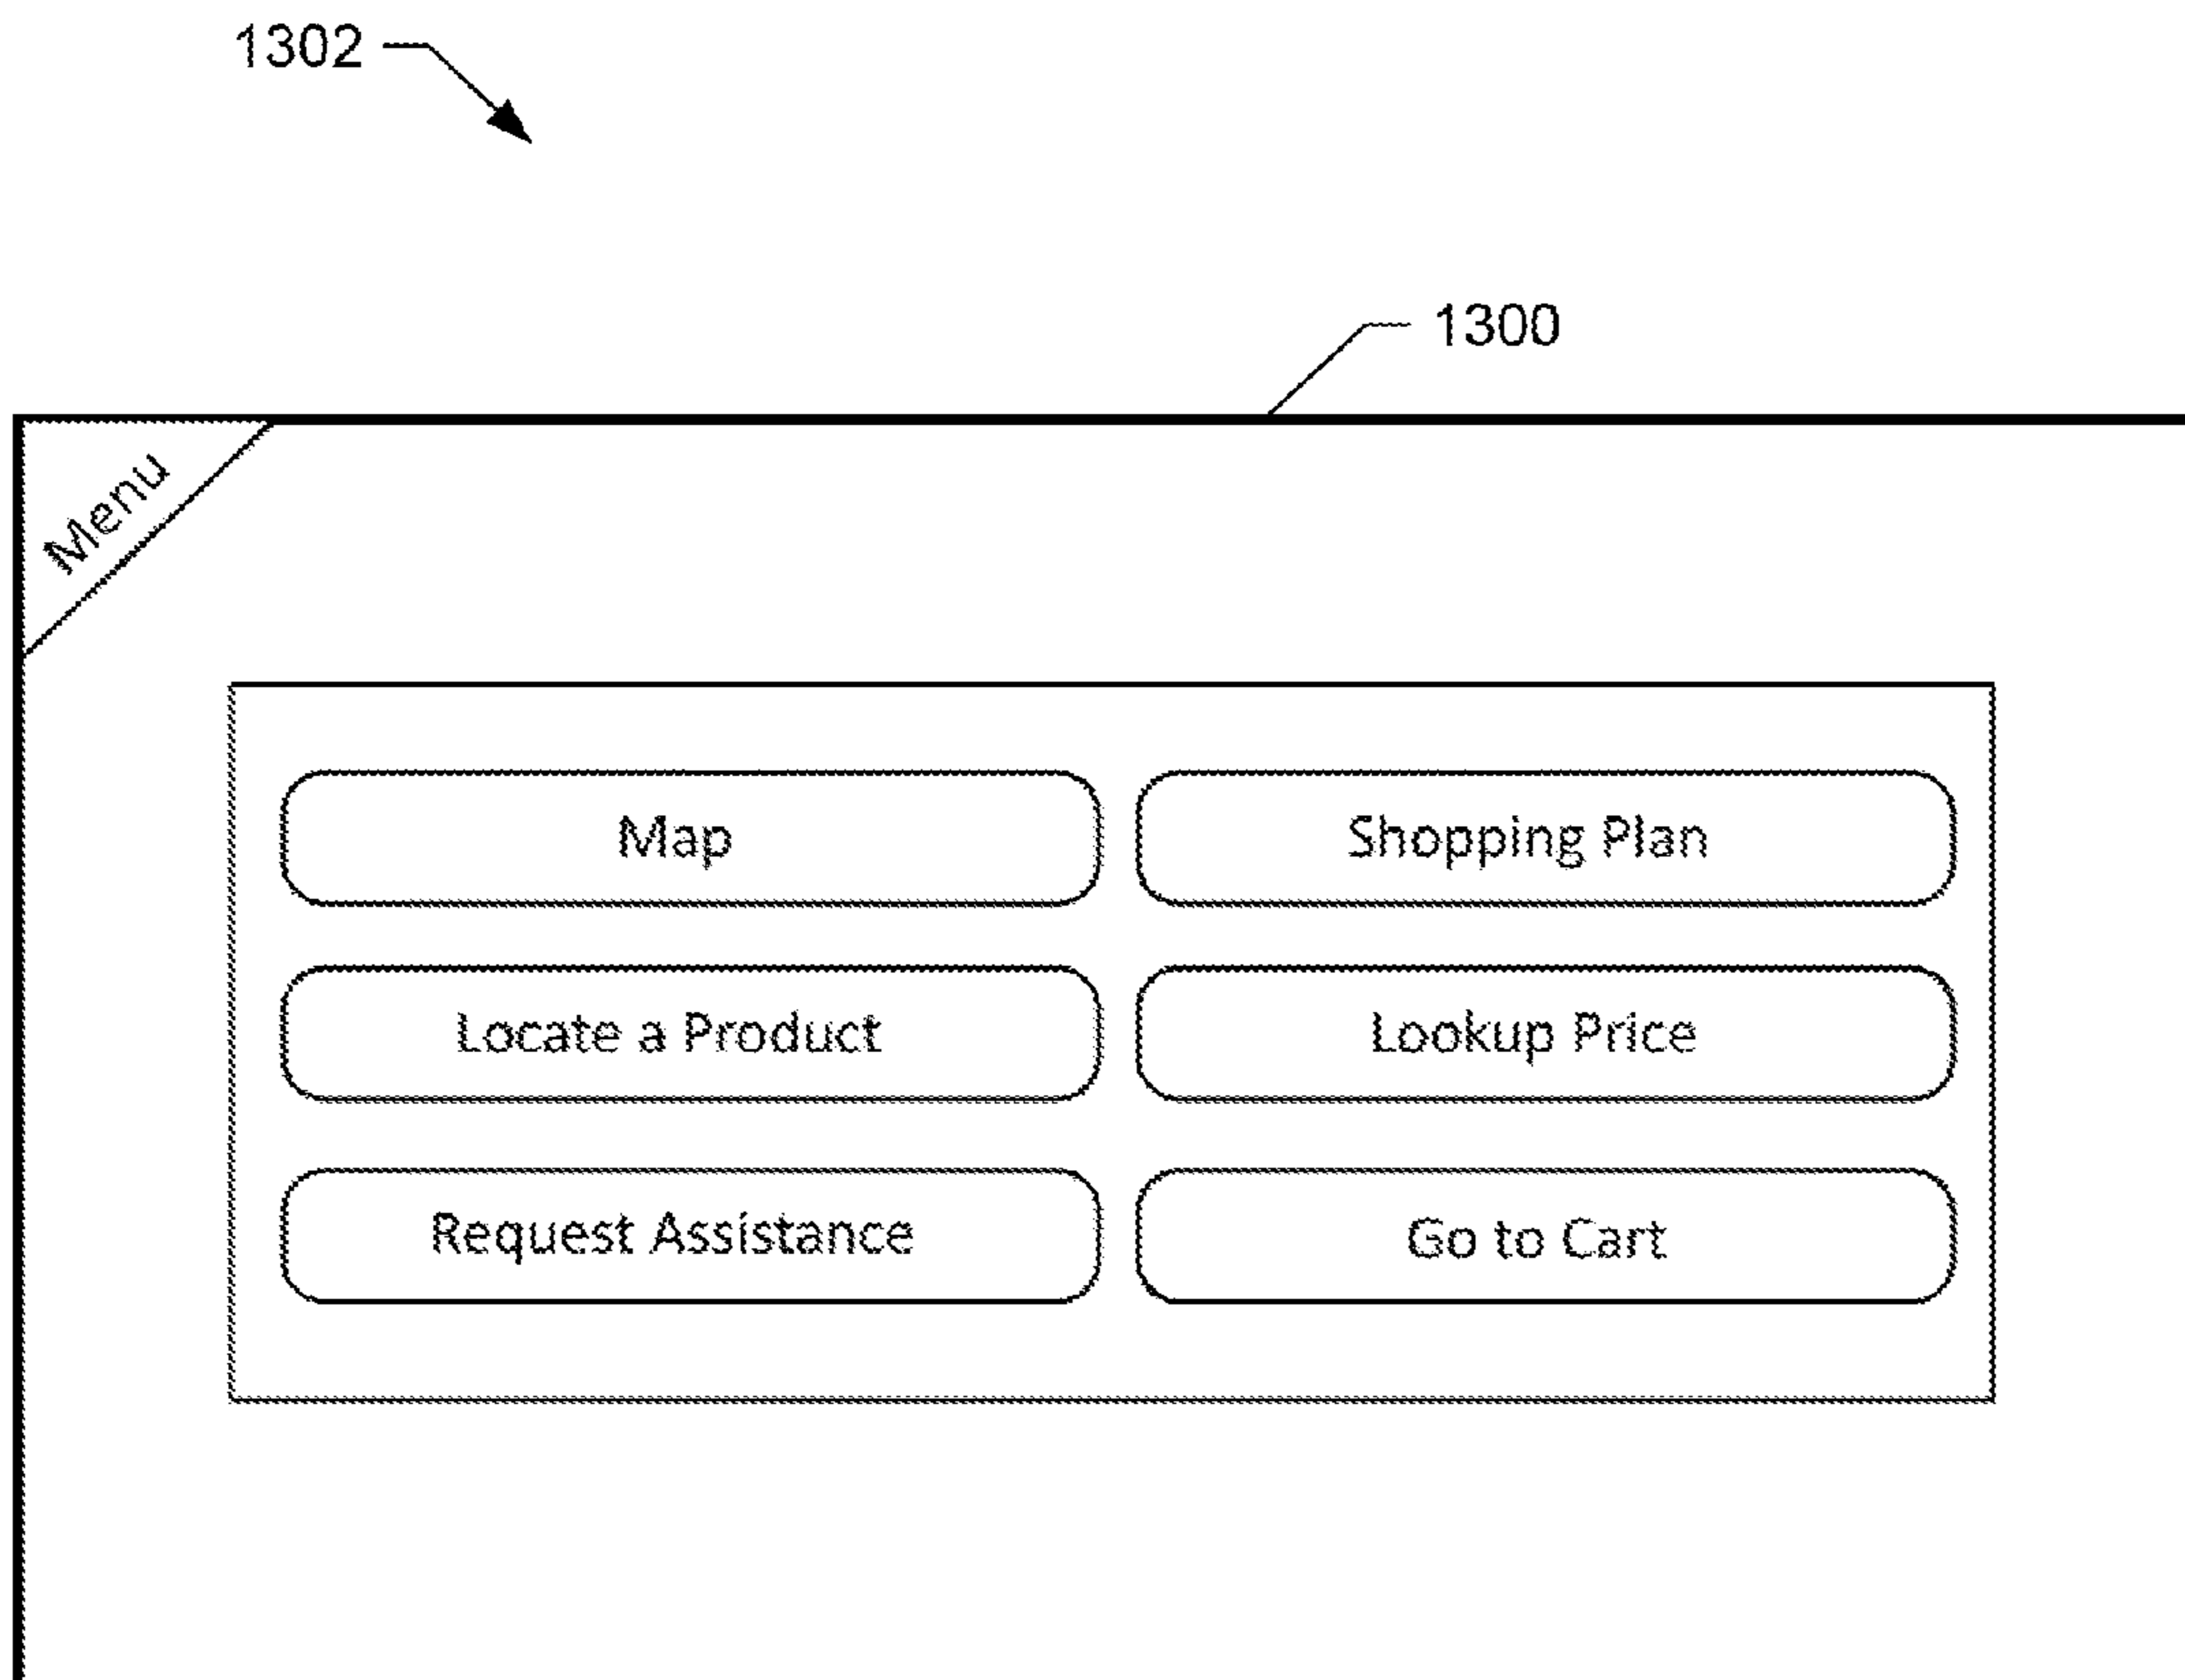 1302
1300
Menu
Map
Shopping Plan
Locate a Product
Lookup Price
Request Assistance
Go to Cart